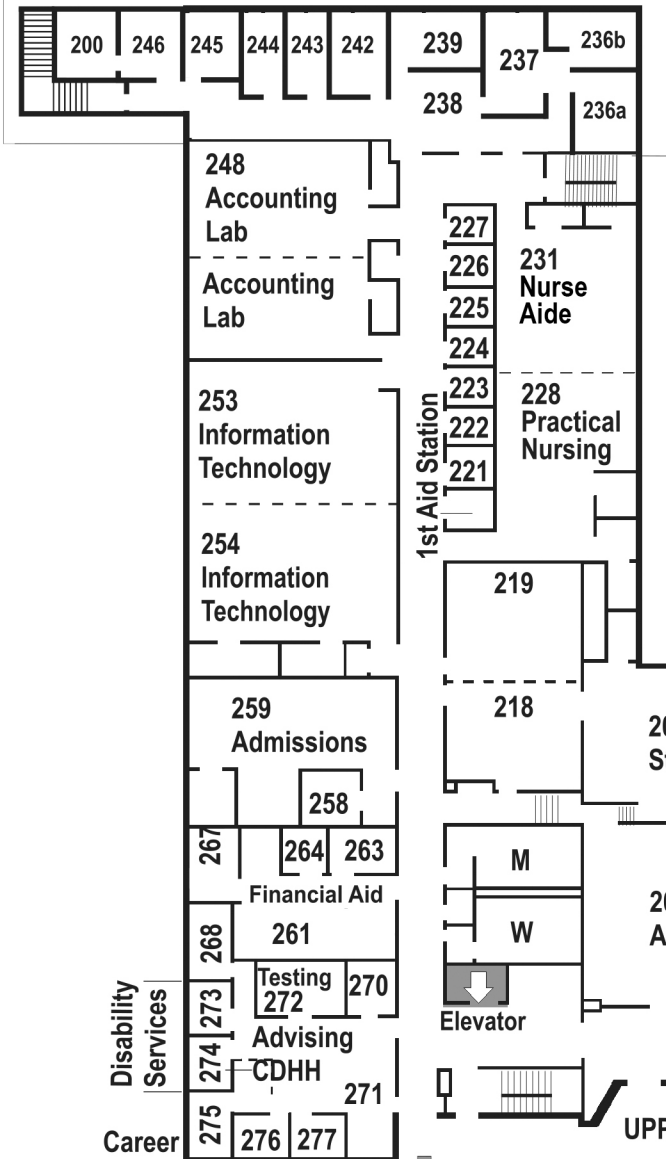 200
246
245
244
243
242
239
237
236b
238
236a
248
Accounting
Lab
Accounting
Lab
227
226
225
224
223
222
221
231
Nurse
Aide
228
Practical
Nursing
1st Aid Station
253
Information
Technology
254
Information
Technology
219
218
259
Admissions
258
267
264
263
Financial Aid
261
268
Testing
272
270
Disability
Services
273
274
Advising
CDHH
271
275
Career
276
277
M
W
Elevator